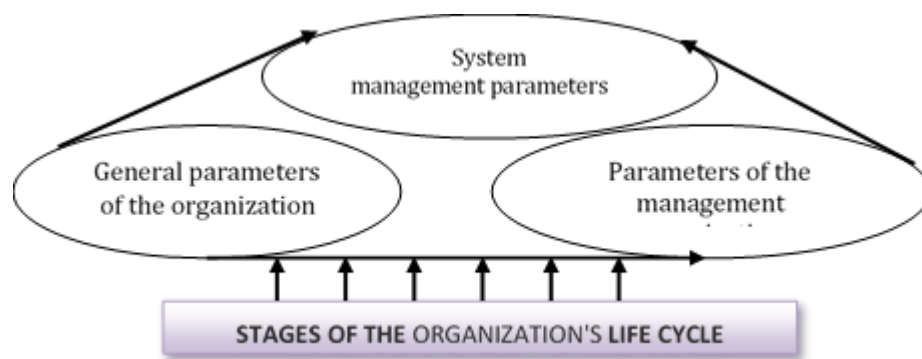 System
management parameters
General parameters
of the organization
Parameters of the
management
STAGES OF THE ORGANIZATION'S LIFE CYCLE